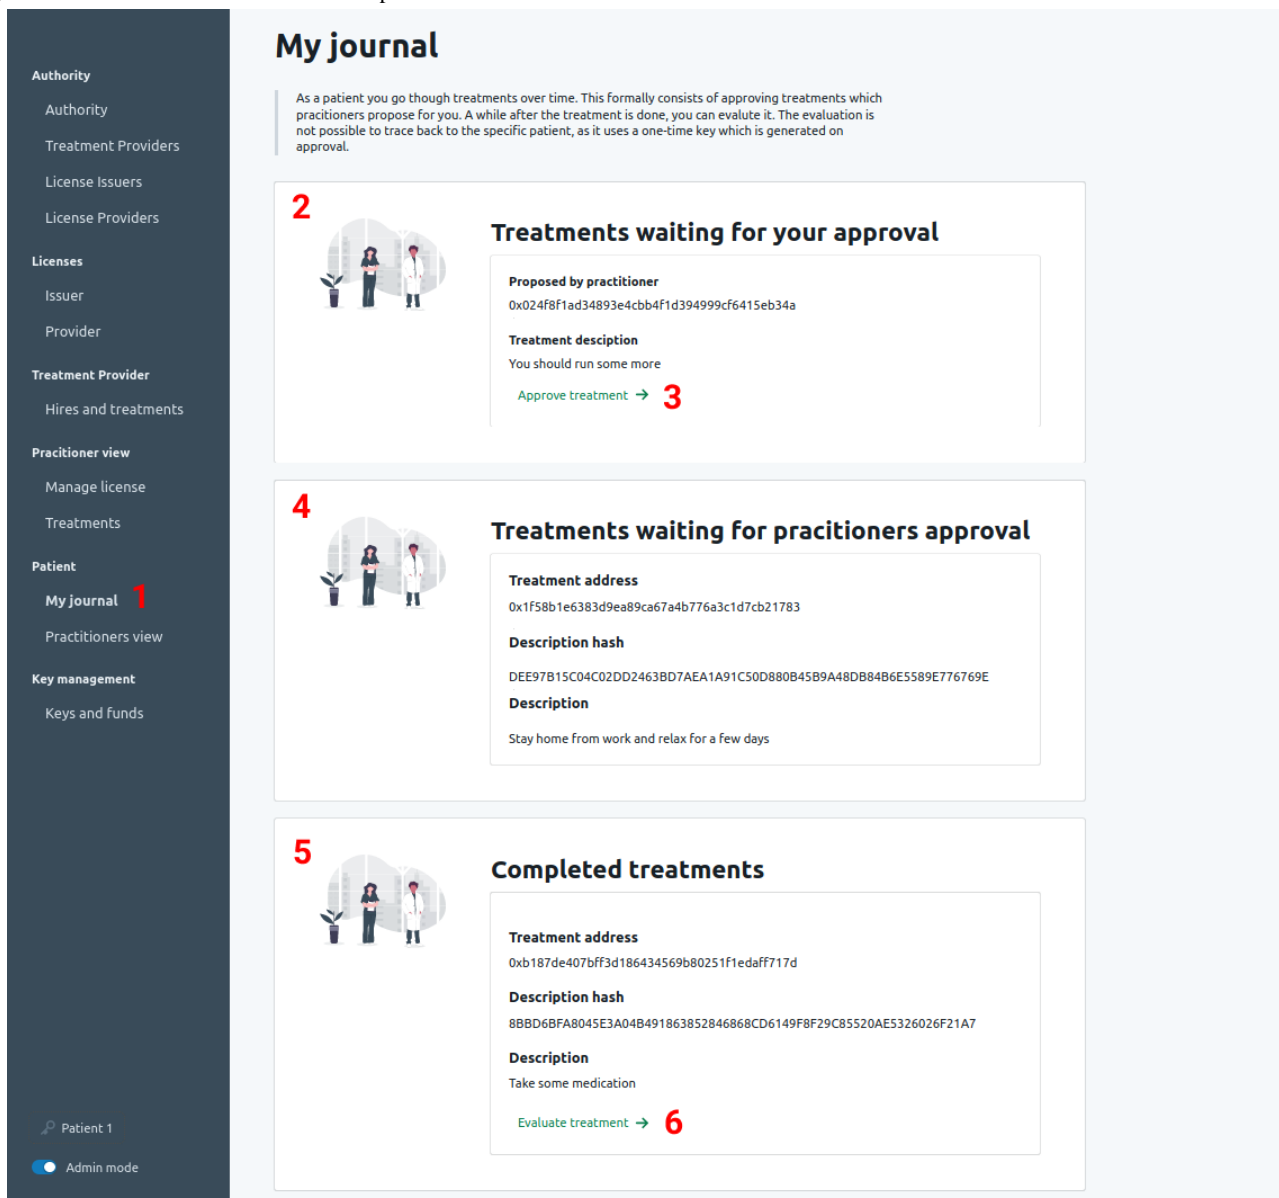 My journal
Authority
Authority
Treatment Providers
License Issuers
License Providers
Licenses
Issuer
Provider
Treatment Provider
Hires and treatments
Pracitioner view
Manage license
Treatments
Patient
My journal 1
Practitioners view
Key management
Keys and funds
Patient 1
Admin mode
As a patient you go though treatments over time. This formally consists of approving treatments which
pracitioners propose for you. A while after the treatment is done, you can evalute it. The evaluation is
not possible to trace back to the specific patient, as it uses a one-time key which is generated on
approval.
2
Treatments waiting for your approval
Proposed by practitioner
0x024f8f1ad34893e4cbb4f1d394999cf6415eb34a
Treatment desciption
You should run some more
Approve treatment → 3
4
Treatments waiting for pracitioners approval
Treatment address
0x1f58b1e6383d9ea89ca67a4b776a3c1d7cb21783
Description hash
DEE97B15C04C02DD2463BD7AEA1A91C50D880B45B9A48DB84B6E5589E776769E
Description
Stay home from work and relax for a few days
5
Completed treatments
Treatment address
0xb187de407bff3d186434569b80251f1edaff717d
Description hash
8BBD6BFA8045E3A04B491863852846868CD6149F8F29C85520AE5326026F21A7
Description
Take some medication
Evaluate treatment → 6